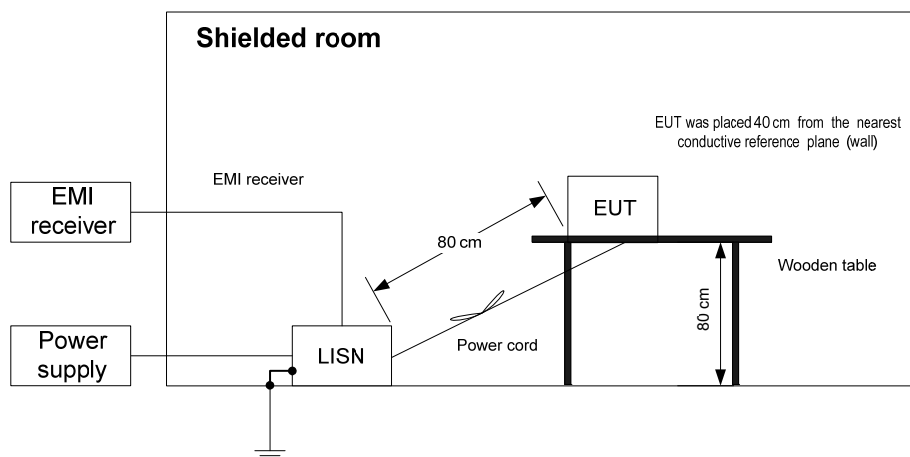 Shielded room
EUT was placed 40 cm from the nearest
conductive reference plane (wall)
EMI receiver
EMI
receiver
EUT
80 cm
Wooden table
80 cm
Power
supply
LISN
Power cord